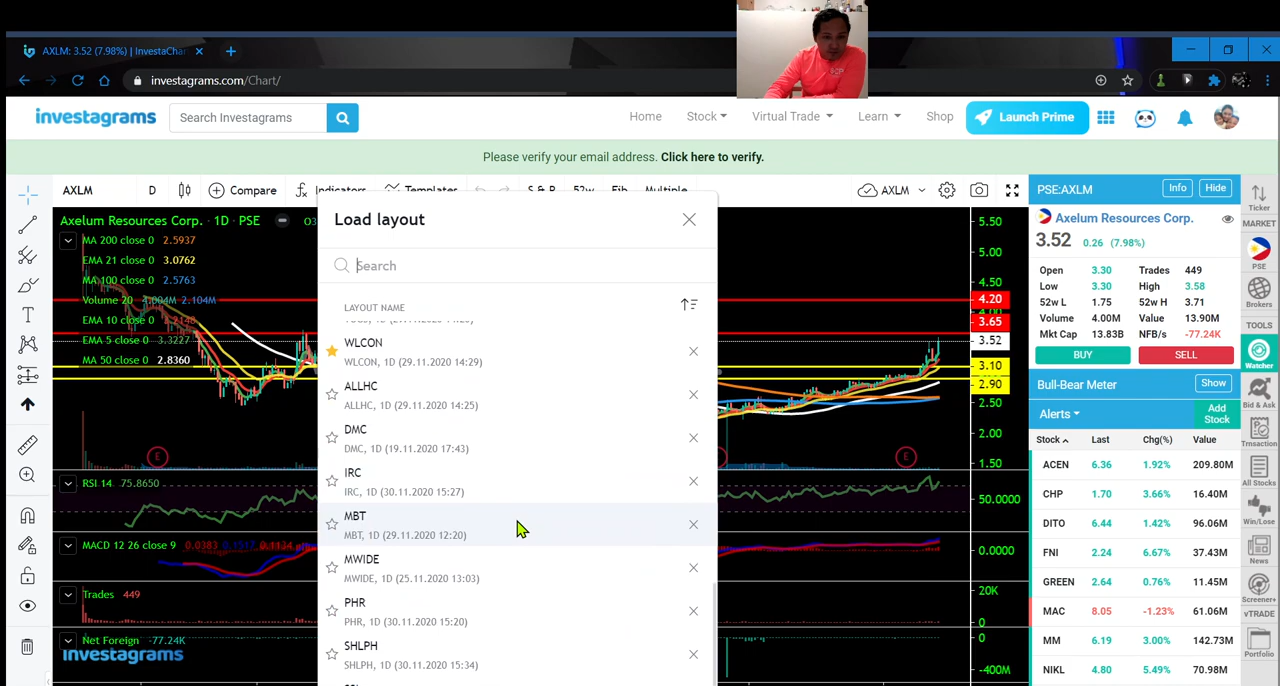 AXLM: 3.52 (7.98%) | InvestaCha
investagrams.com/Chart/
investagrams
Search Investagrams
Home
Stock
Virtual Trade
Learn
Shop
Launch Prime
Please verify your email address. Click here to verify.
AXLM
D
Compare
Indicators
Templates
S & R
52w
Fib
Multiple
AXLM
Axelum Resources Corp. · 1D · PSE
MA 200 close 0 2.5937
EMA 21 close 0 3.0762
MA 100 close 0 2.5763
Volume 20 4.004M 2.104M
EMA 10 close 0 3.2148
EMA 5 close 0 3.3227
MA 50 close 0 2.8360
RSI 14 75.8650
MACD 12 26 close 9 0.0383 0.1517 0.1134
Trades 449
Net Foreign -77.24K
investagrams
E
E
Load layout
Search
LAYOUT NAME
WLCON
WLCON, 1D (29.11.2020 14:29)
ALLHC
ALLHC, 1D (29.11.2020 14:25)
DMC
DMC, 1D (19.11.2020 17:43)
IRC
IRC, 1D (30.11.2020 15:27)
MBT
MBT, 1D (29.11.2020 12:20)
MWIDE
MWIDE, 1D (25.11.2020 13:03)
PHR
PHR, 1D (30.11.2020 15:20)
SHLPH
SHLPH, 1D (30.11.2020 15:34)
5.50
5.00
4.50
4.20
4.00
3.65
3.52
3.10
2.90
2.50
2.00
1.50
50.0000
0.0000
20K
0
0
-400M
PSE:AXLM
Info
Hide
Axelum Resources Corp.
3.52 0.26 (7.98%)
Open 3.30 Trades 449
Low 3.30 High 3.58
52w L 1.75 52w H 3.71
Volume 4.00M Value 13.90M
Mkt Cap 13.83B NFB/s -77.24K
BUY
SELL
Bull-Bear Meter
Show
Alerts
Add Stock
Stock Last Chg(%) Value
ACEN 6.36 1.92% 209.80M
CHP 1.70 3.66% 16.40M
DITO 6.44 1.42% 96.06M
FNI 2.24 6.67% 37.43M
GREEN 2.64 0.76% 11.45M
MAC 8.05 -1.23% 61.06M
MM 6.19 3.00% 142.73M
NIKL 4.80 5.49% 70.98M
Ticker
MARKET
PSE
Brokers
TOOLS
Watcher
Bid & Ask
Trnsaction
All Stocks
Win/Lose
News
Screener+
vTRADE
Portfolio